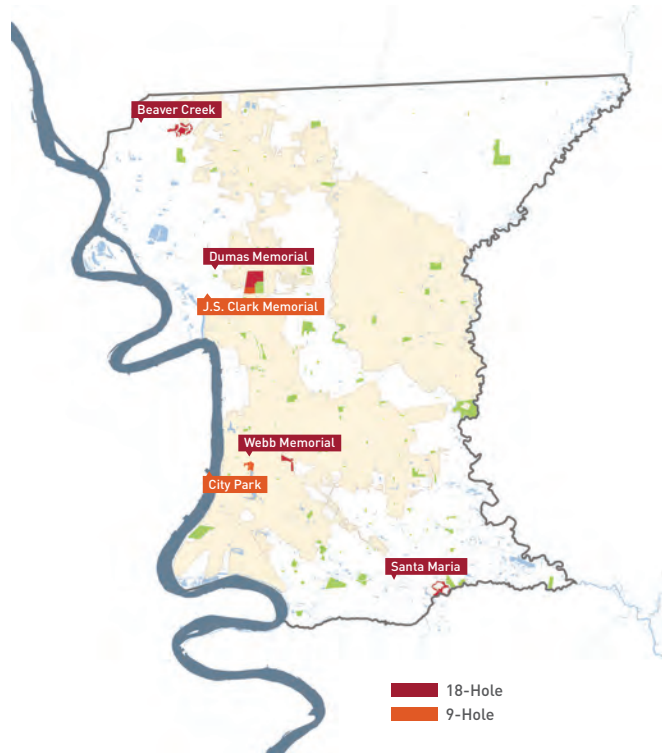 Beaver Creek
Dumas Memorial
J.S. Clark Memorial
Webb Memorial
City Park
Santa Maria
18-Hole
9-Hole